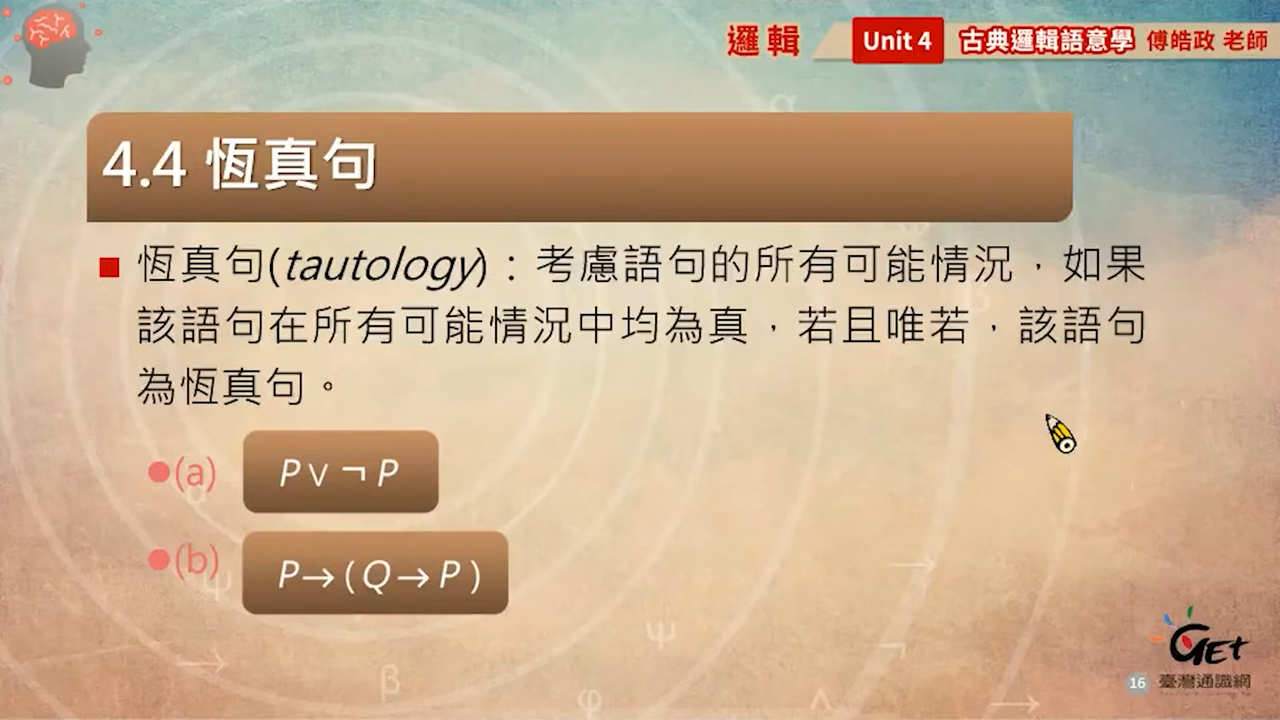 邏輯 Unit 4 古典邏輯語意學 傅皓政 老師
4.4 恆真句
恆真句(tautology)：考慮語句的所有可能情況，如果
該語句在所有可能情況中均為真，若且唯若，該語句
為恆真句。
(a) P∨¬P
(b) P→(Q→P)
GET
16 臺灣通識網